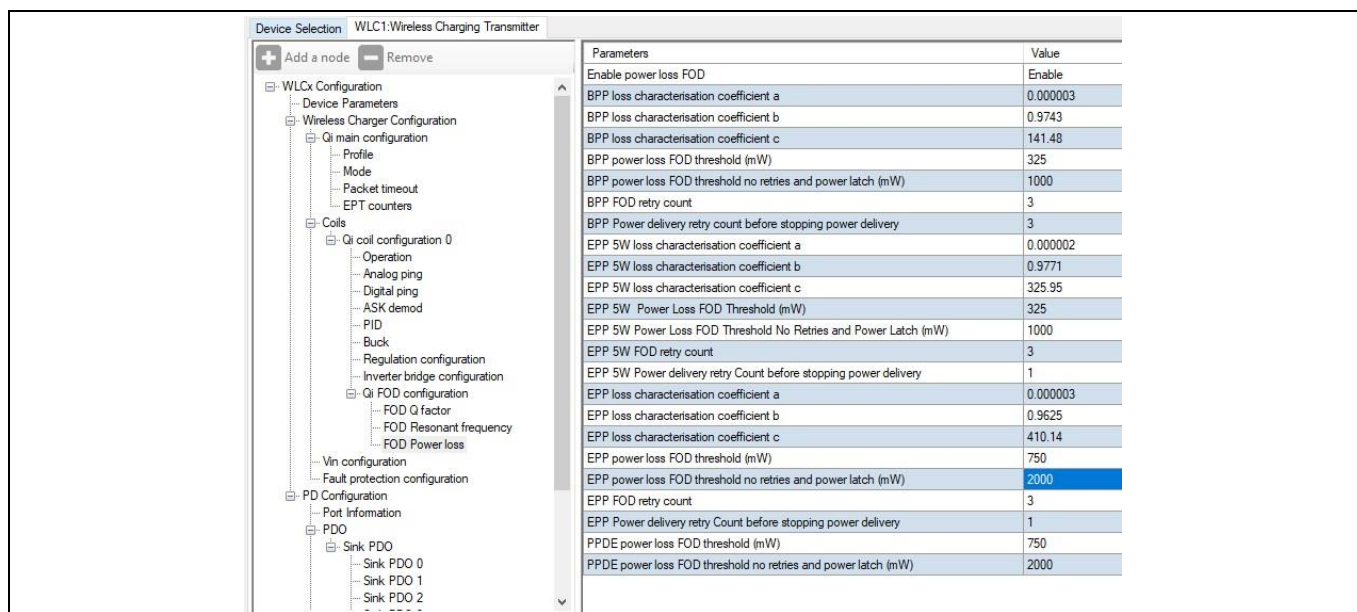 Device Selection WLC1:Wireless Charging Transmitter
Add a node Remove
WLCx Configuration
Device Parameters
Wireless Charger Configuration
Qi main configuration
Profile
Mode
Packet timeout
EPT counters
Coils
Qi coil configuration 0
Operation
Analog ping
Digital ping
ASK demod
PID
Buck
Regulation configuration
Inverter bridge configuration
Qi FOD configuration
FOD Q factor
FOD Resonant frequency
FOD Power loss
Vin configuration
Fault protection configuration
PD Configuration
Port Information
PDO
Sink PDO
Sink PDO 0
Sink PDO 1
Sink PDO 2
Parameters Value
Enable power loss FOD Enable
BPP loss characterisation coefficient a 0.000003
BPP loss characterisation coefficient b 0.9743
BPP loss characterisation coefficient c 141.48
BPP power loss FOD threshold (mW) 325
BPP power loss FOD threshold no retries and power latch (mW) 1000
BPP FOD retry count 3
BPP Power delivery retry count before stopping power delivery 3
EPP 5W loss characterisation coefficient a 0.000002
EPP 5W loss characterisation coefficient b 0.9771
EPP 5W loss characterisation coefficient c 325.95
EPP 5W Power Loss FOD Threshold (mW) 325
EPP 5W Power Loss FOD Threshold No Retries and Power Latch (mW) 1000
EPP 5W FOD retry count 3
EPP 5W Power delivery retry Count before stopping power delivery 1
EPP loss characterisation coefficient a 0.000003
EPP loss characterisation coefficient b 0.9625
EPP loss characterisation coefficient c 410.14
EPP power loss FOD threshold (mW) 750
EPP power loss FOD threshold no retries and power latch (mW) 2000
EPP FOD retry count 3
EPP Power delivery retry Count before stopping power delivery 1
PPDE power loss FOD threshold (mW) 750
PPDE power loss FOD threshold no retries and power latch (mW) 2000